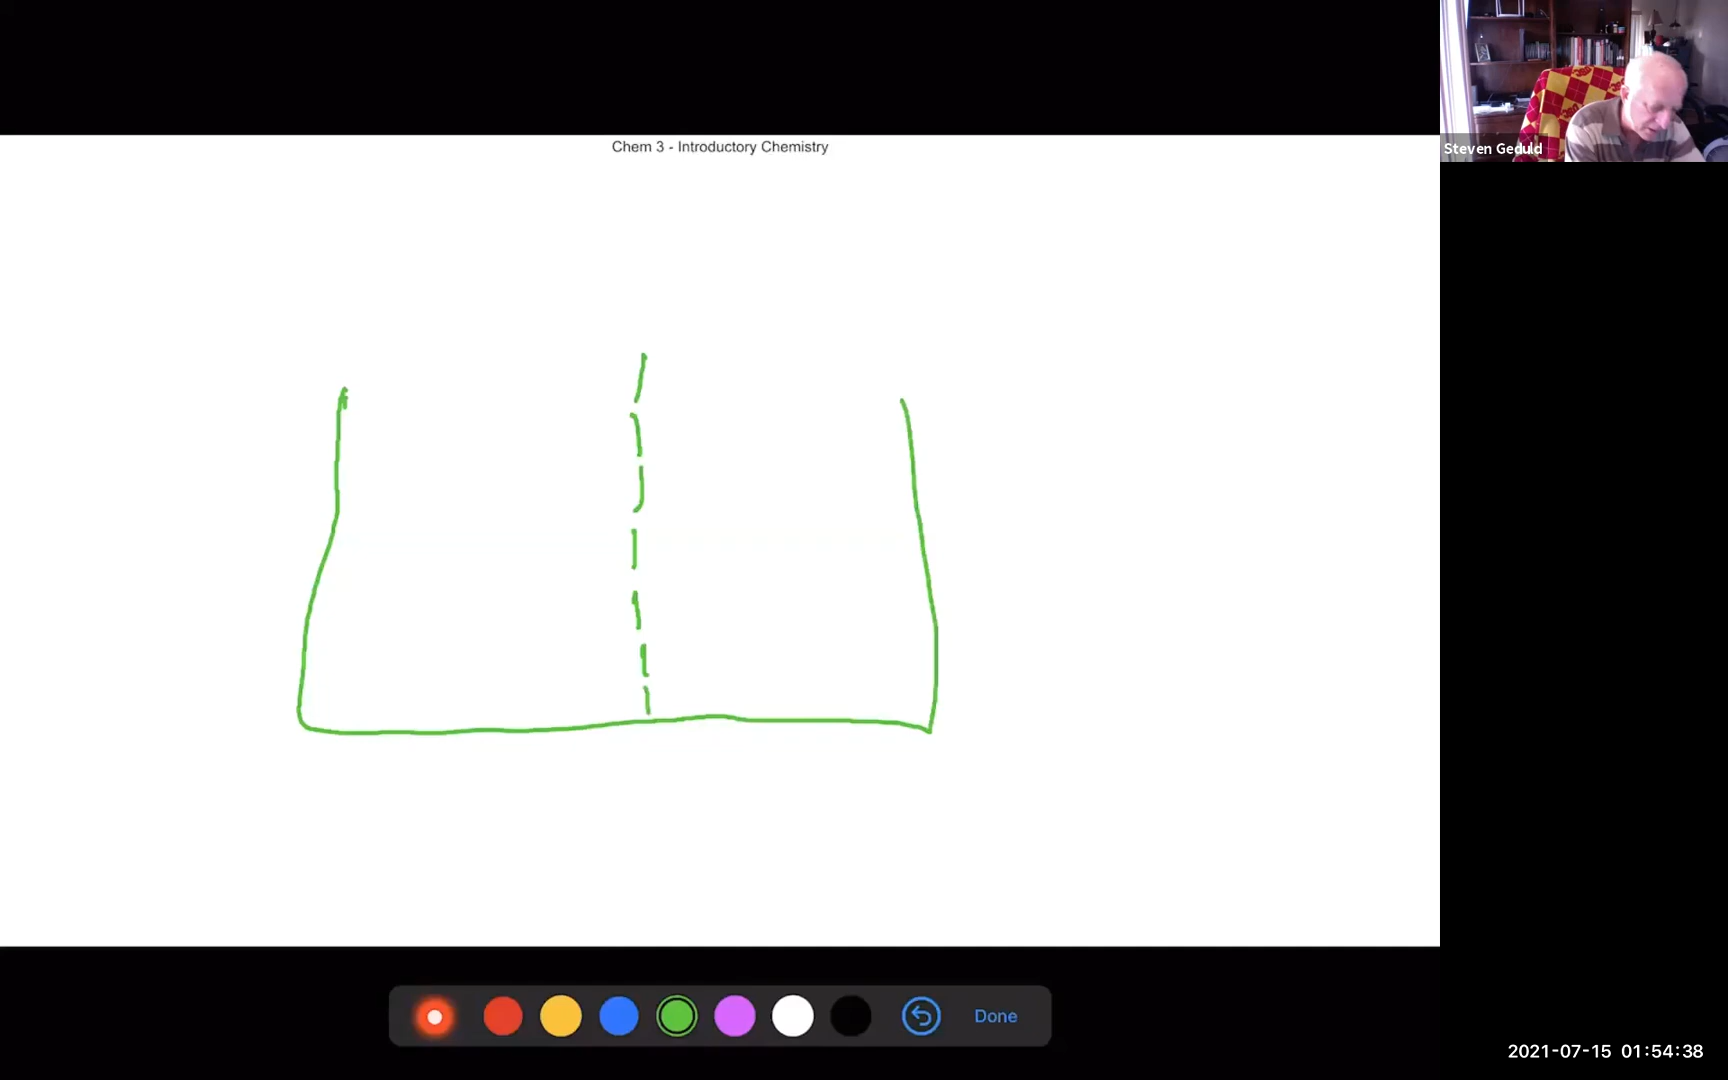 Chem 3 - Introductory Chemistry
Steven Geduld
Done
2021-07-15 01:54:38